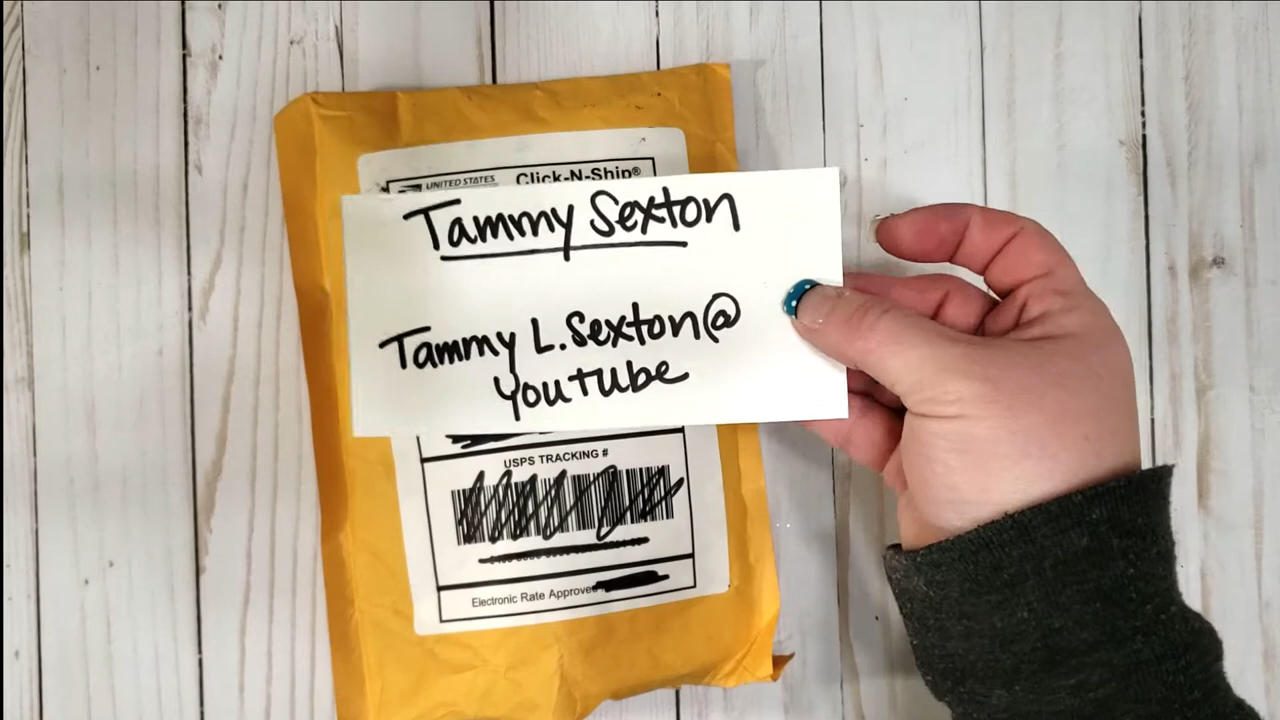 UNITED STATES
Click-N-Ship®
Tammy Sexton
Tammy L. Sexton@
Youtube
USPS TRACKING #
Electronic Rate Approved